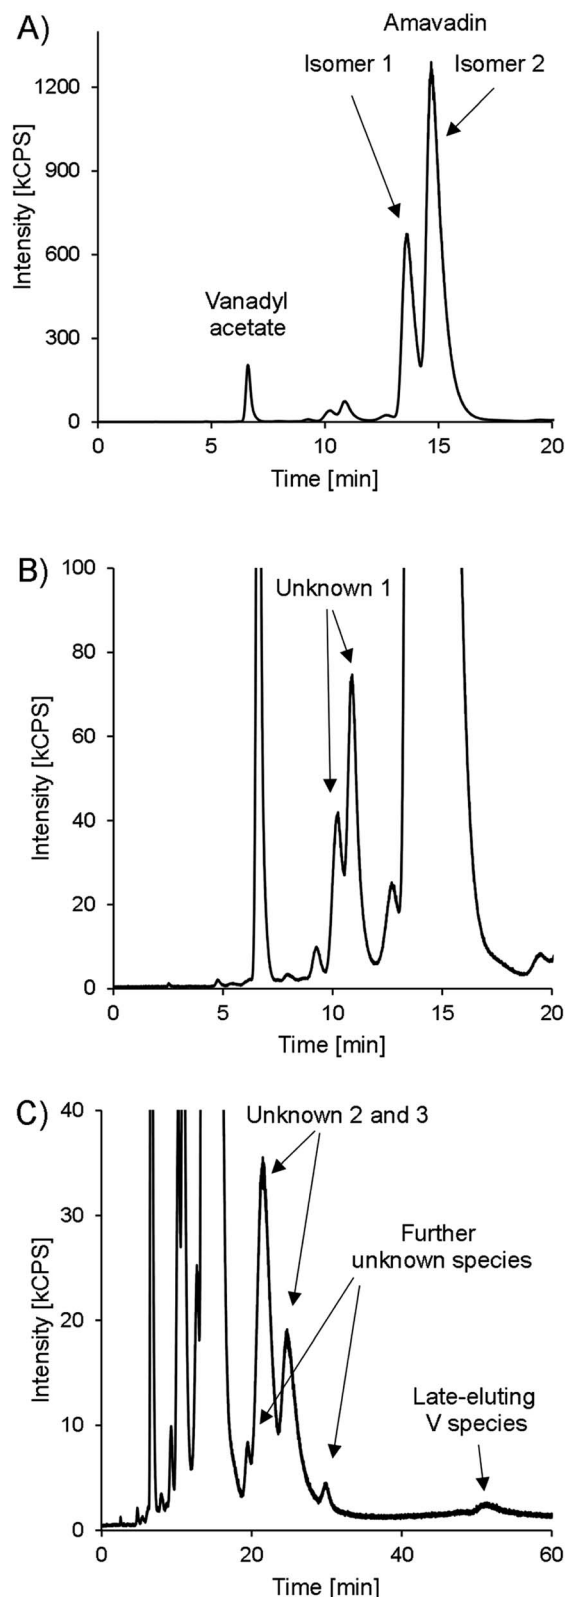 A)
Amavadin
Isomer 1 Isomer 2
Vanadyl
acetate
Intensity [kCPS]
1200
900
600
300
0
0 5 10 15 20
Time [min]
B)
Unknown 1
Intensity [kCPS]
100
80
60
40
20
0
0 5 10 15 20
Time [min]
C)
Unknown 2 and 3
Further
unknown species
Late-eluting
V species
Intensity [kCPS]
40
30
20
10
0
0 20 40 60
Time [min]